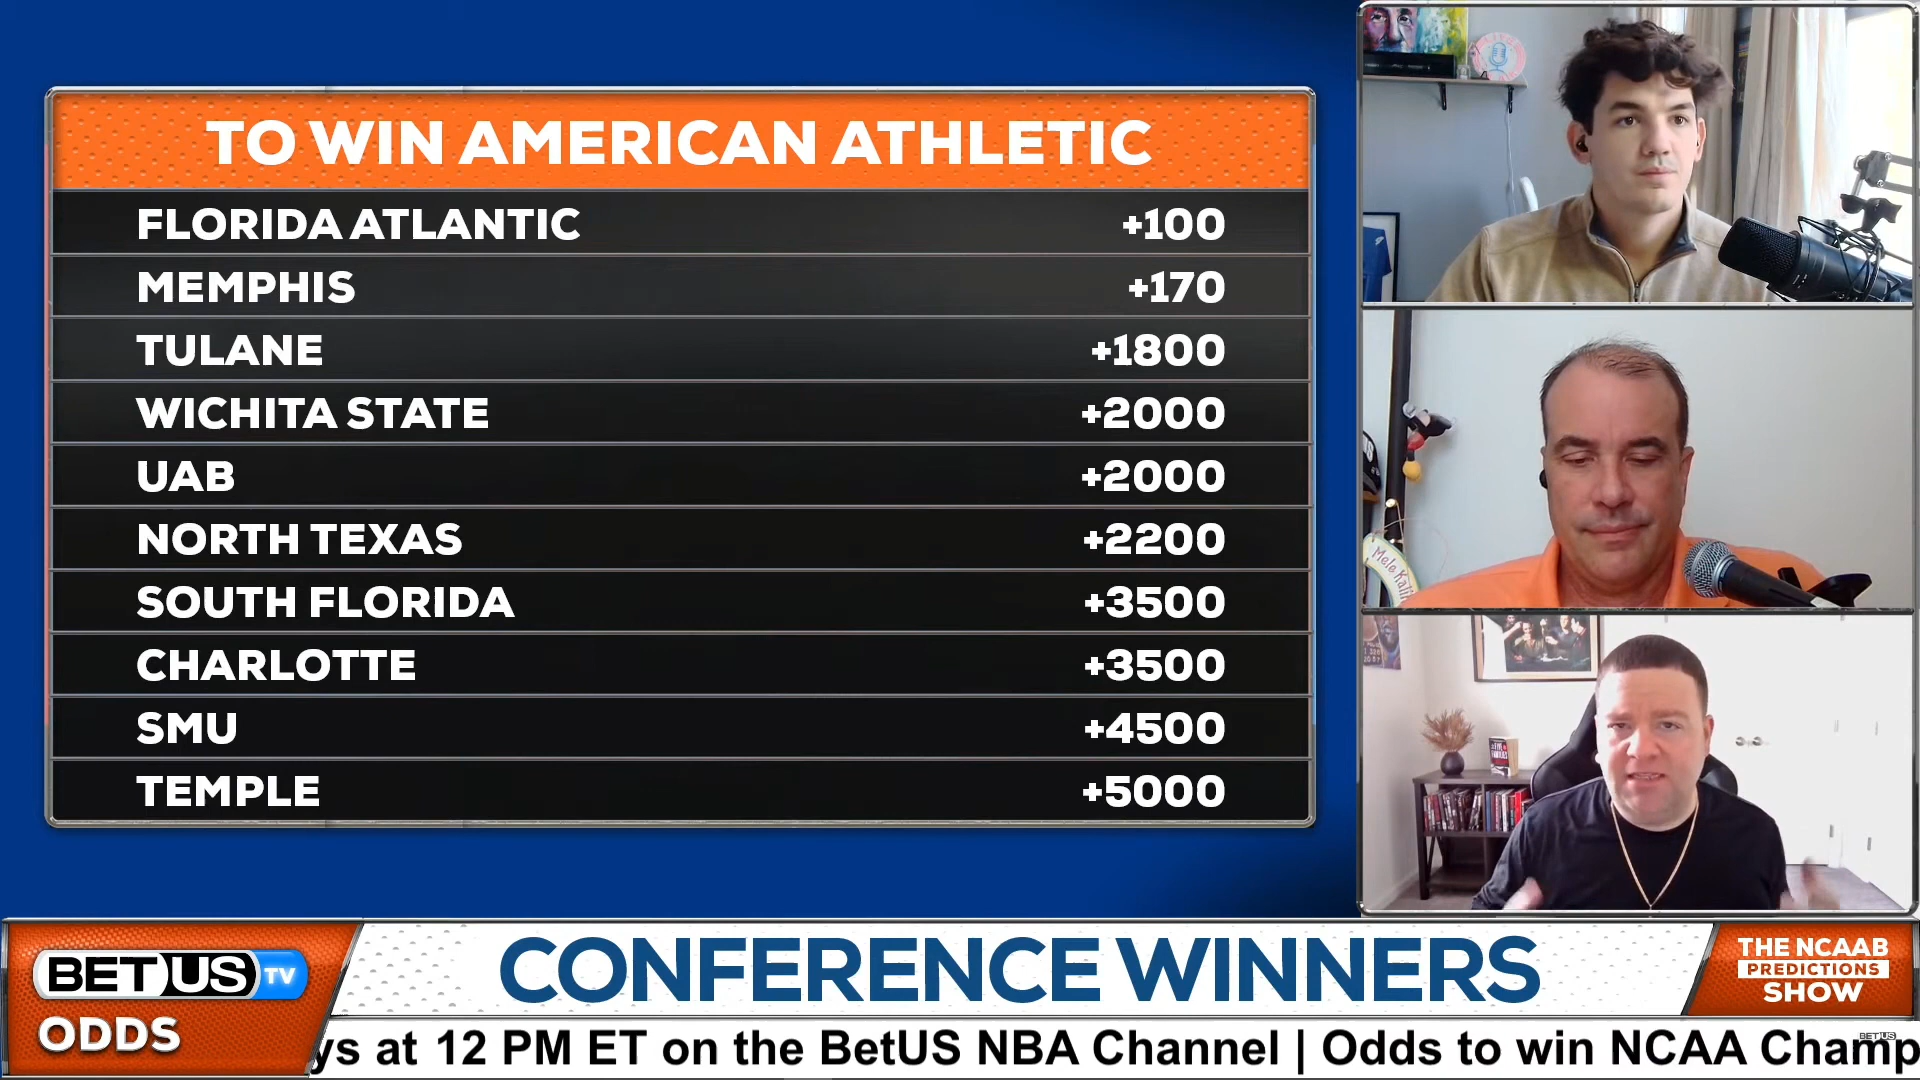 TO WIN AMERICAN ATHLETIC
FLORIDA ATLANTIC +100
MEMPHIS +170
TULANE +1800
WICHITA STATE +2000
UAB +2000
NORTH TEXAS +2200
SOUTH FLORIDA +3500
CHARLOTTE +3500
SMU +4500
TEMPLE +5000
Mele
BETUS TV
ODDS
CONFERENCE WINNERS
THE NCAAB
PREDICTIONS
SHOW
ys at 12 PM ET on the BetUS NBA Channel | Odds to win NCAA Champ
BETUS